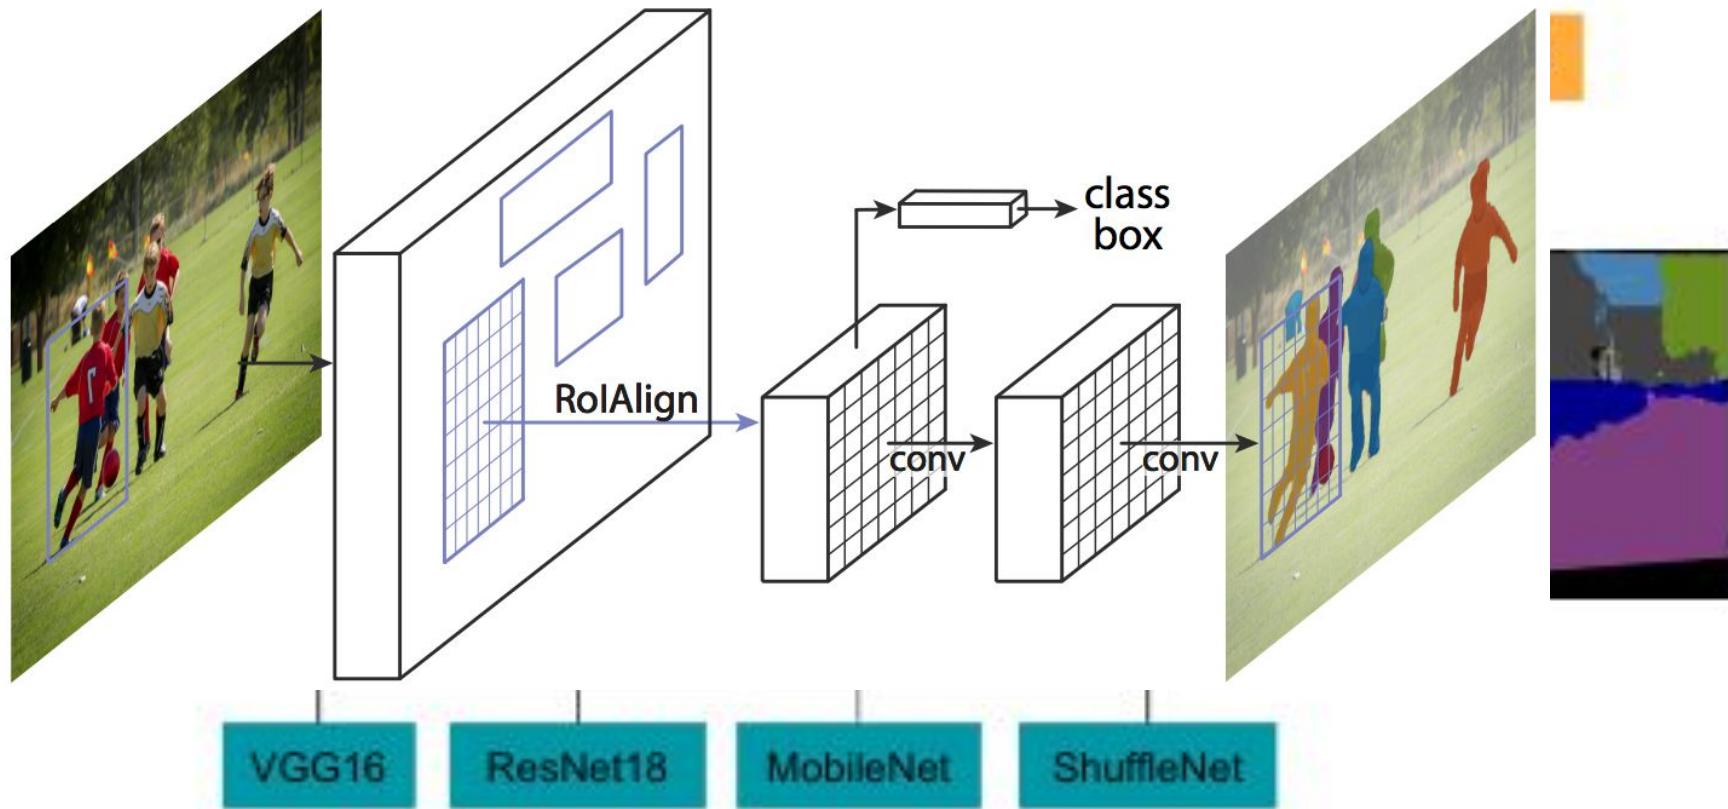 class
box
RoIAlign
conv
conv
VGG16
ResNet18
MobileNet
ShuffleNet